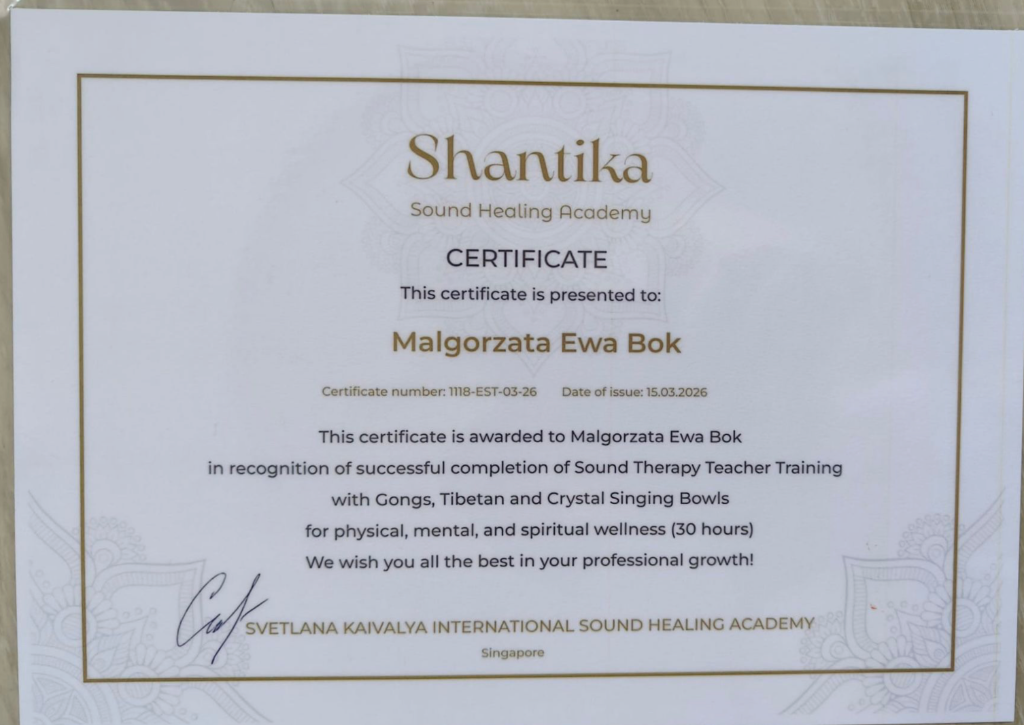 Shantika
Sound Healing Academy
CERTIFICATE
This certificate is presented to:
Malgorzata Ewa Bok
Certificate number: 1118-EST-03-26 Date of issue: 15.03.2026
This certificate is awarded to Malgorzata Ewa Bok
in recognition of successful completion of Sound Therapy Teacher Training
with Gongs, Tibetan and Crystal Singing Bowls
for physical, mental, and spiritual wellness (30 hours)
We wish you all the best in your professional growth!
SVETLANA KAIVALYA INTERNATIONAL SOUND HEALING ACADEMY
Singapore